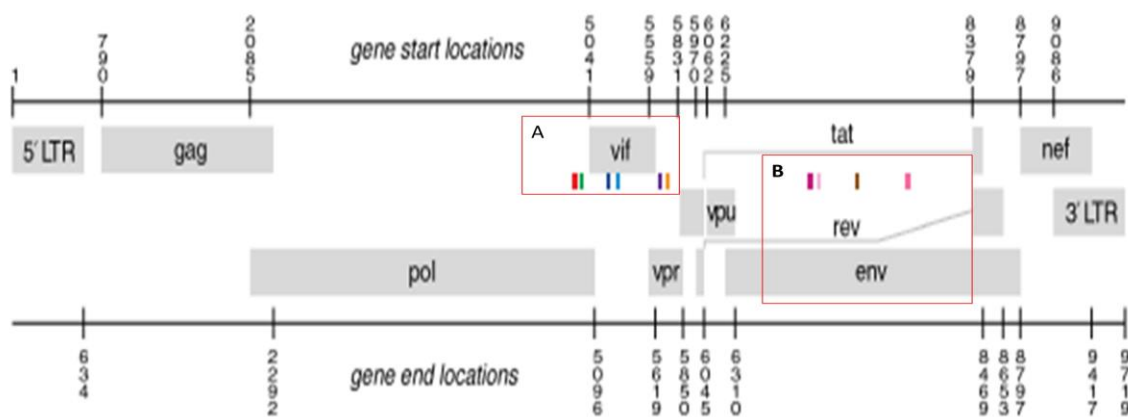 1 790 2085 gene start locations 5041 5559 5831 5970 6062 6225 8379 8797 9086
A
tat
5' LTR gag vif nef
B
vpu rev 3' LTR
pol vpr env
634 2292 gene end locations 5096 5619 5850 6045 6310 8469 8653 8797 9417 9719